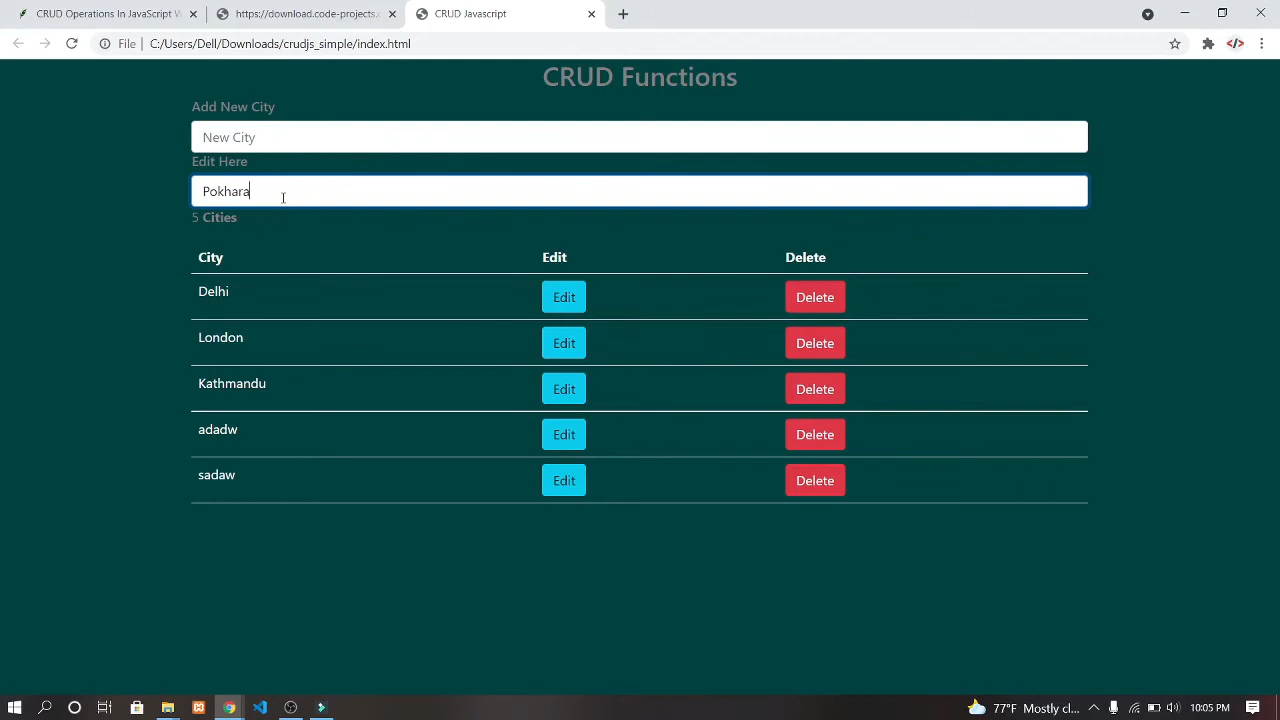 CRUD Operations In JavaScript W
https://download.code-projects.
CRUD Javascript
File C:/Users/Dell/Downloads/crudjs_simple/index.html
CRUD Functions
Add New City
New City
Edit Here
Pokhara
5 Cities
City Edit Delete
Delhi Edit Delete
London Edit Delete
Kathmandu Edit Delete
adadw Edit Delete
sadaw Edit Delete
77°F Mostly cl... 10:05 PM